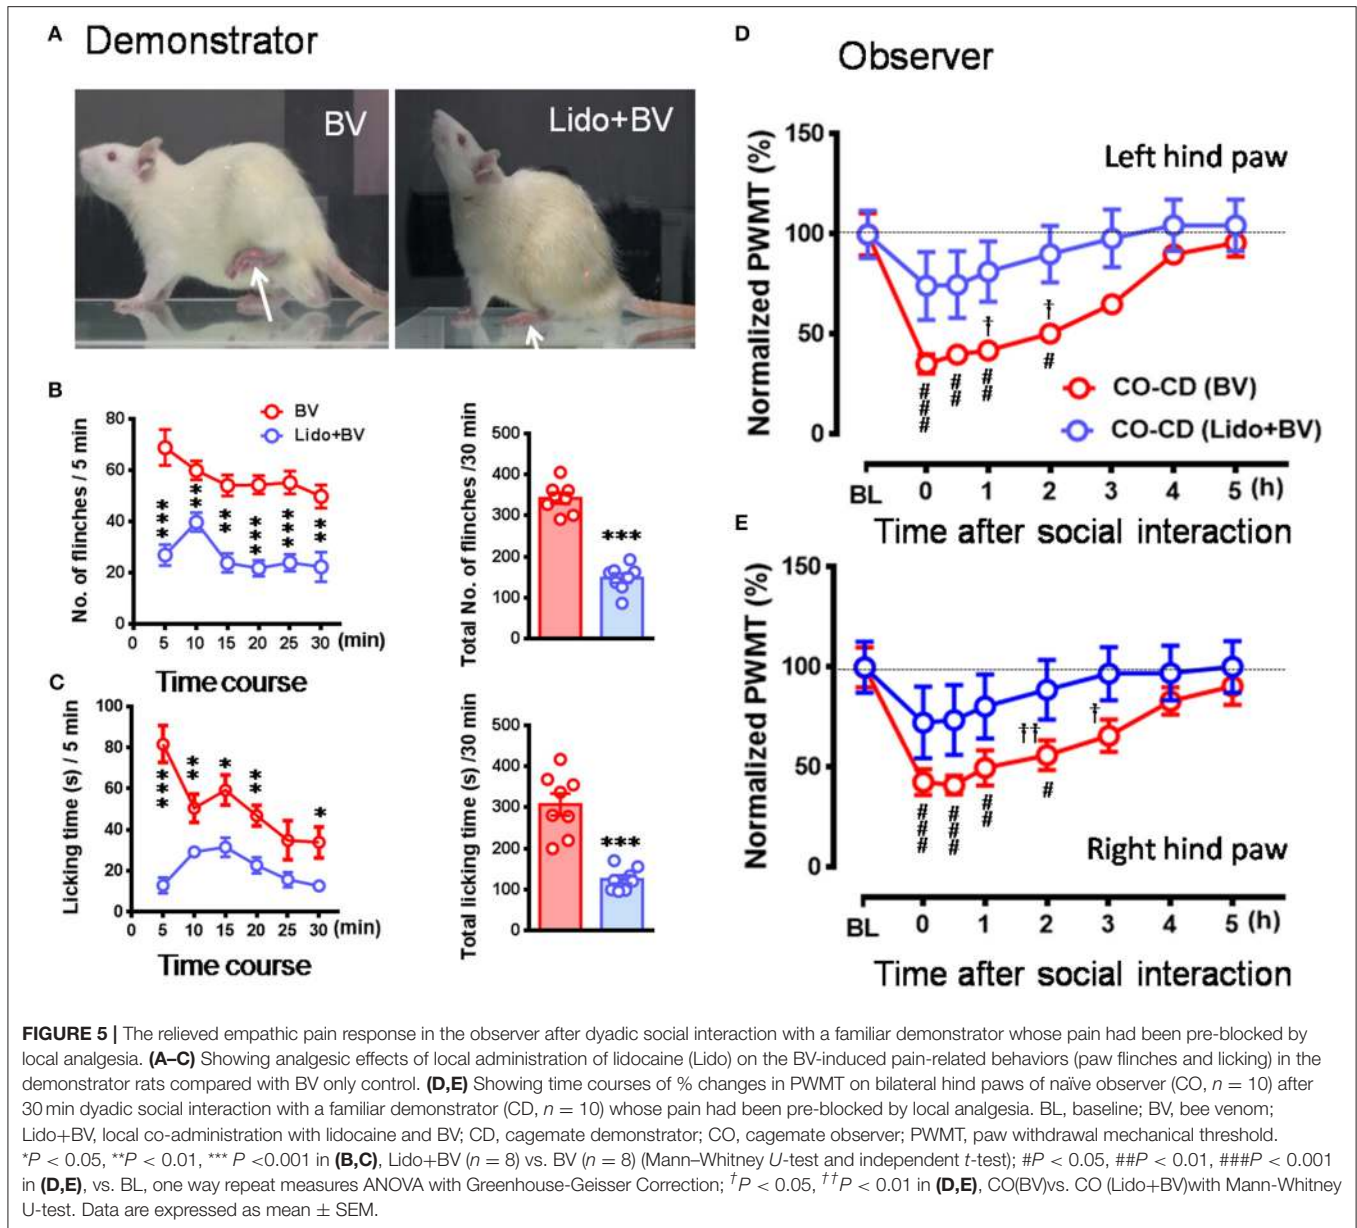 A Demonstrator
BV
Lido+BV
B
No. of flinches / 5 min
80
60
40
20
0
BV
Lido+BV
***
**
**
***
***
**
0 5 10 15 20 25 30 (min)
Time course
Total No. of flinches /30 min
500
400
300
200
100
0
***
C
Licking time (s) / 5 min
100
80
60
40
20
0
***
**
*
**
*
0 5 10 15 20 25 30 (min)
Time course
Total licking time (s) /30 min
500
400
300
200
100
0
***
D
Observer
Normalized PWMT (%)
150
100
50
0
Left hind paw
†
†
###
##
##
#
CO-CD (BV)
CO-CD (Lido+BV)
BL 0 1 2 3 4 5 (h)
Time after social interaction
E
Normalized PWMT (%)
150
100
50
0
††
†
###
###
##
#
Right hind paw
BL 0 1 2 3 4 5 (h)
Time after social interaction
FIGURE 5 | The relieved empathic pain response in the observer after dyadic social interaction with a familiar demonstrator whose pain had been pre-blocked by
local analgesia. (A–C) Showing analgesic effects of local administration of lidocaine (Lido) on the BV-induced pain-related behaviors (paw flinches and licking) in the
demonstrator rats compared with BV only control. (D,E) Showing time courses of % changes in PWMT on bilateral hind paws of naïve observer (CO, n = 10) after
30 min dyadic social interaction with a familiar demonstrator (CD, n = 10) whose pain had been pre-blocked by local analgesia. BL, baseline; BV, bee venom;
Lido+BV, local co-administration with lidocaine and BV; CD, cagemate demonstrator; CO, cagemate observer; PWMT, paw withdrawal mechanical threshold.
*P < 0.05, **P < 0.01, *** P <0.001 in (B,C), Lido+BV (n = 8) vs. BV (n = 8) (Mann–Whitney U-test and independent t-test); #P < 0.05, ##P < 0.01, ###P < 0.001
in (D,E), vs. BL, one way repeat measures ANOVA with Greenhouse-Geisser Correction; †P < 0.05, ††P < 0.01 in (D,E), CO(BV)vs. CO (Lido+BV)with Mann-Whitney
U-test. Data are expressed as mean ± SEM.